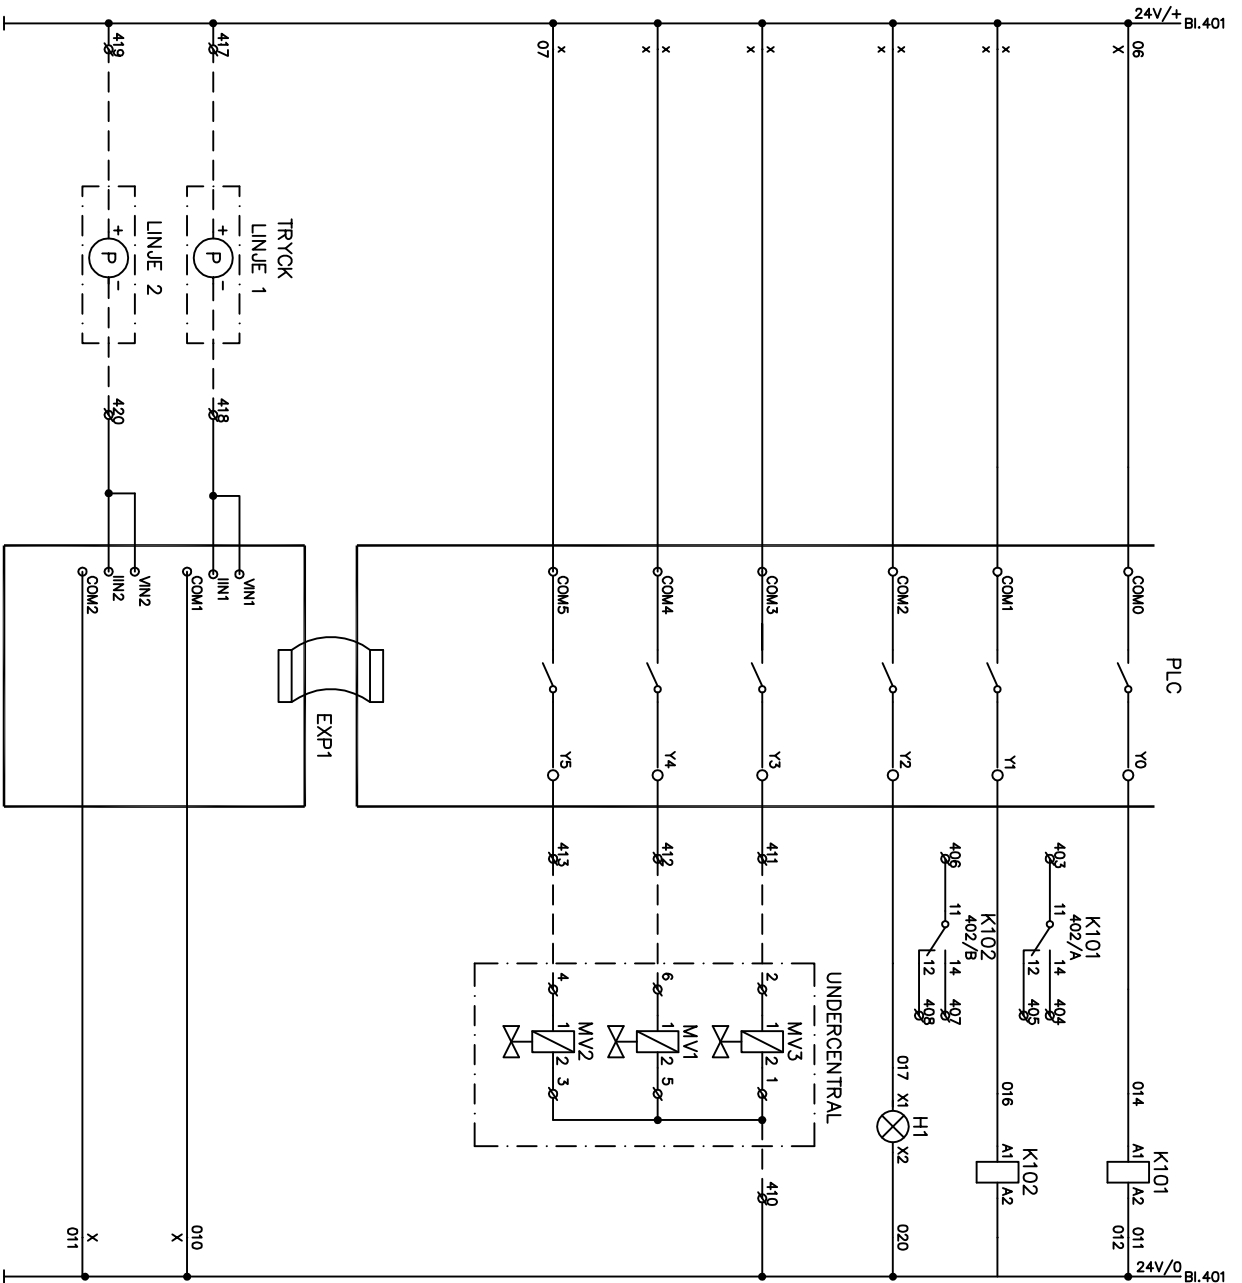 24V/+ BI.401
06
X
x
x
x
x
x
x
x
x
x
07
417
419
TRYCK
LINJE 1
+ P -
LINJE 2
+ P -
418
420
PLC
COM0
Y0
COM1
Y1
COM2
Y2
COM3
Y3
COM4
Y4
COM5
Y5
EXP1
VIN1
IIN1
COM1
VIN2
IIN2
COM2
K101
402/A
403
11
14
12
404
405
K102
402/B
406
11
14
12
407
408
411
412
413
UNDERCENTRAL
2
1
MV3
2
1
6
1
MV1
2
5
4
1
MV2
2
3
410
014
A1
K101
A2
011
012
016
A1
K102
A2
017
X1
H1
X2
020
010
X
X
011
24V/0 BI.401